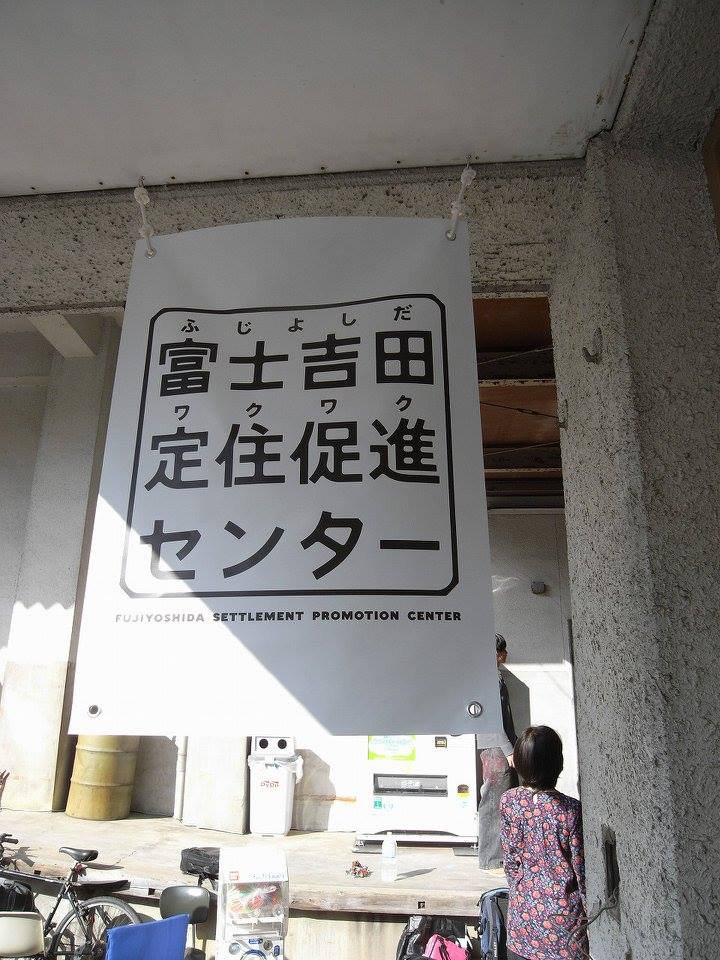 ふじよしだ
富士吉田
ワクワク
定住促進
センター
FUJIYOSHIDA SETTLEMENT PROMOTION CENTER
DyDo